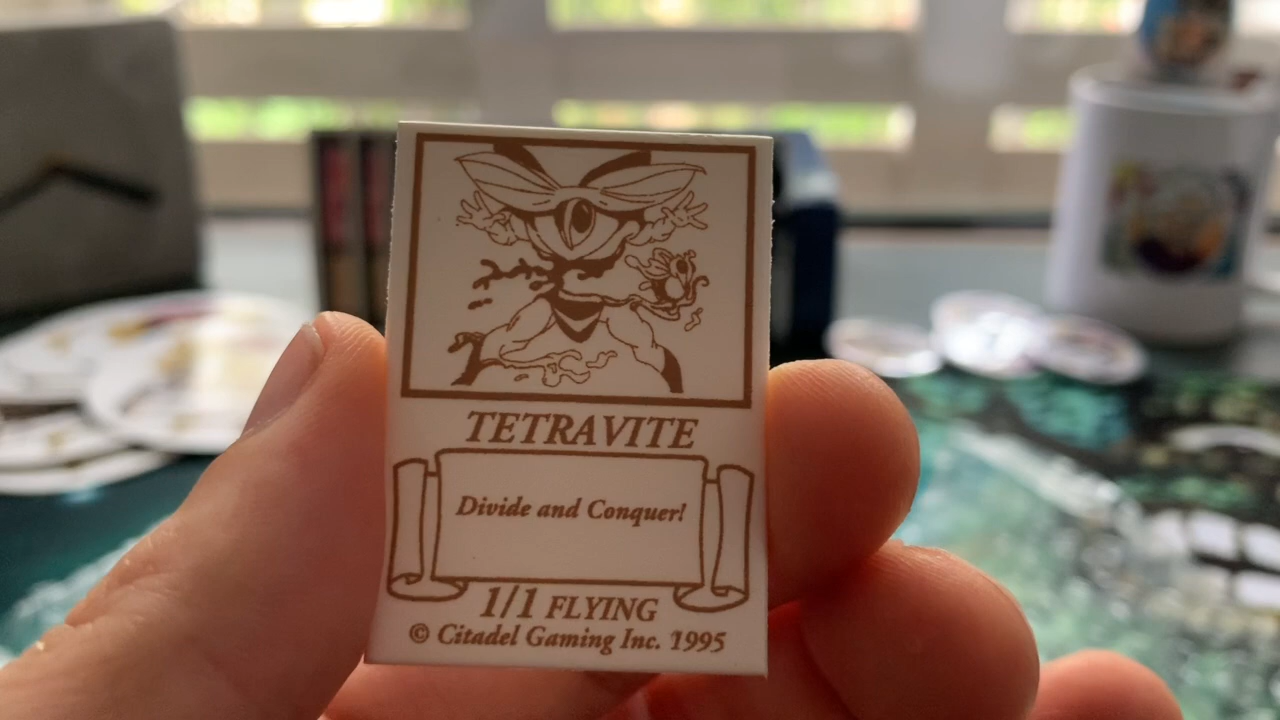 TETRAVITE
Divide and Conquer!
1/1 FLYING
© Citadel Gaming Inc. 1995